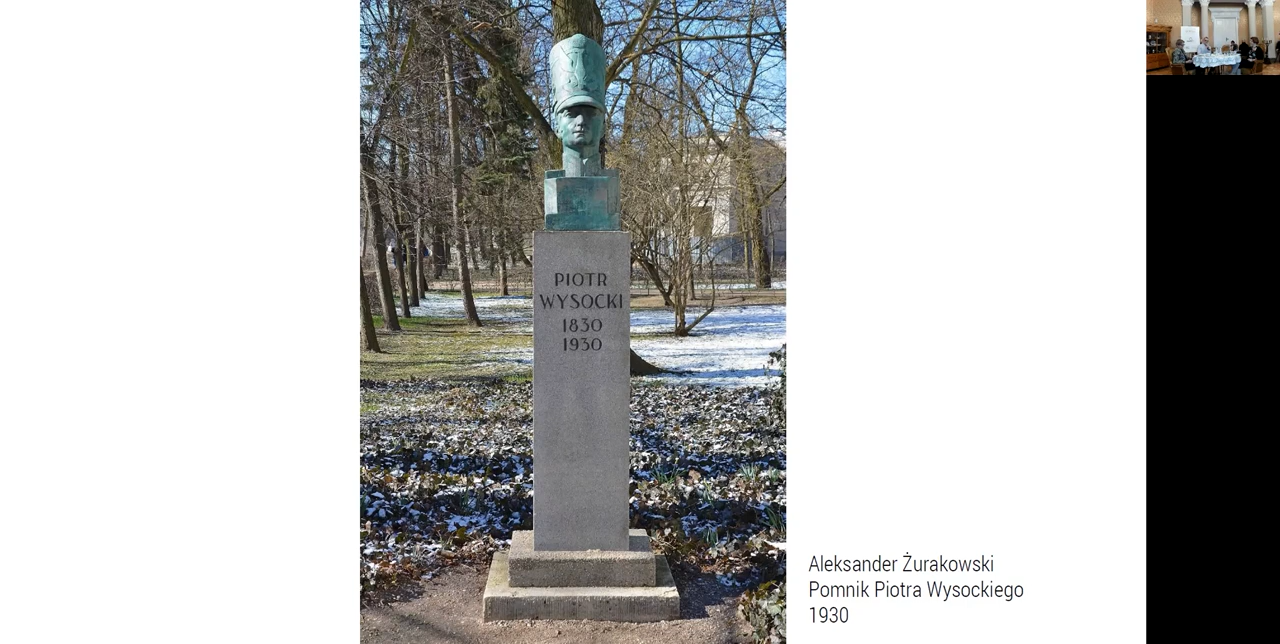 PIOTR
WYSOCKI
1830
1930
Aleksander Żurakowski
Pomnik Piotra Wysockiego
1930